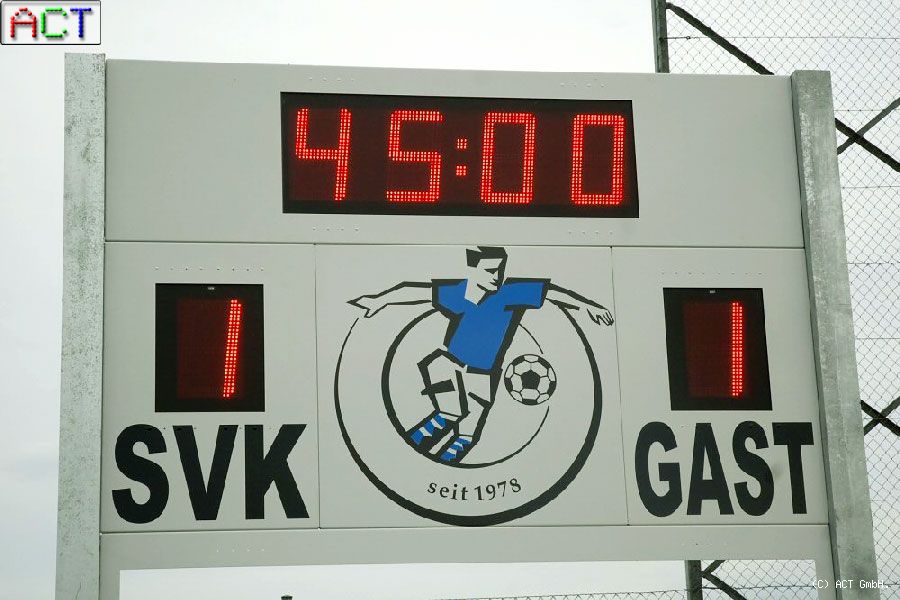 ACT
45:00
1 1
SVK GAST
seit 1978
(C) ACT GmbH.